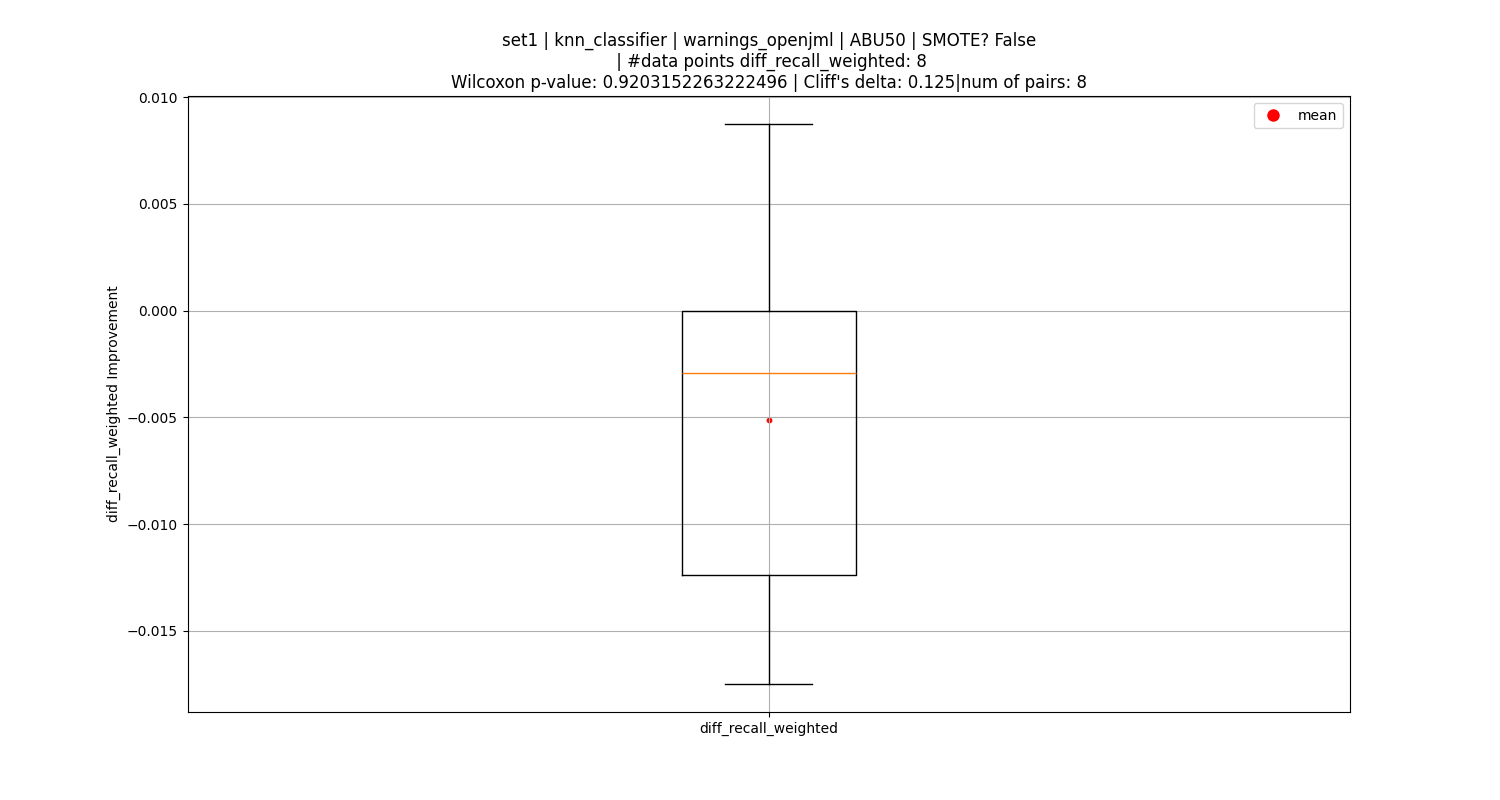 set1 | knn_classifier | warnings_openjml | ABU50 | SMOTE? False
| #data points diff_recall_weighted: 8
Wilcoxon p-value: 0.9203152263222496 | Cliff's delta: 0.125|num of pairs: 8
mean
0.010
0.005
0.000
−0.005
−0.010
−0.015
diff_recall_weighted Improvement
diff_recall_weighted